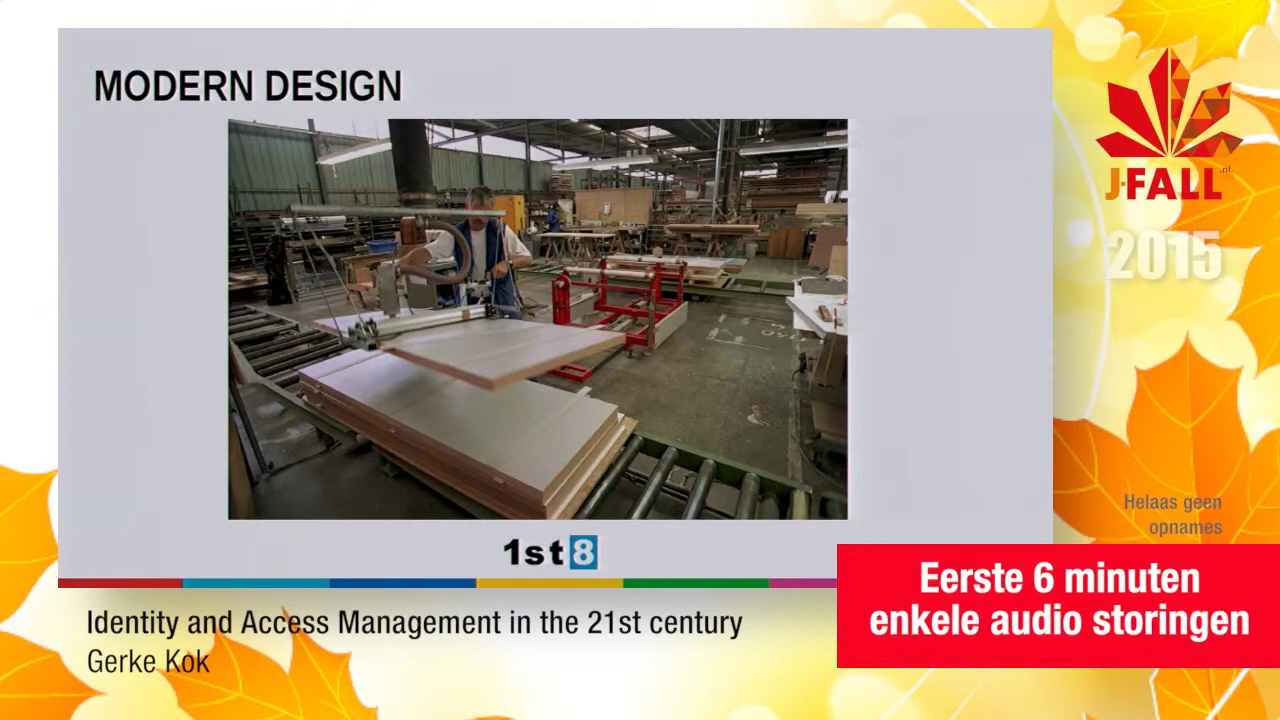 MODERN DESIGN
1st8
J-FALL.nl
2015
Helaas geen
opnames
Eerste 6 minuten
enkele audio storingen
Identity and Access Management in the 21st century
Gerke Kok